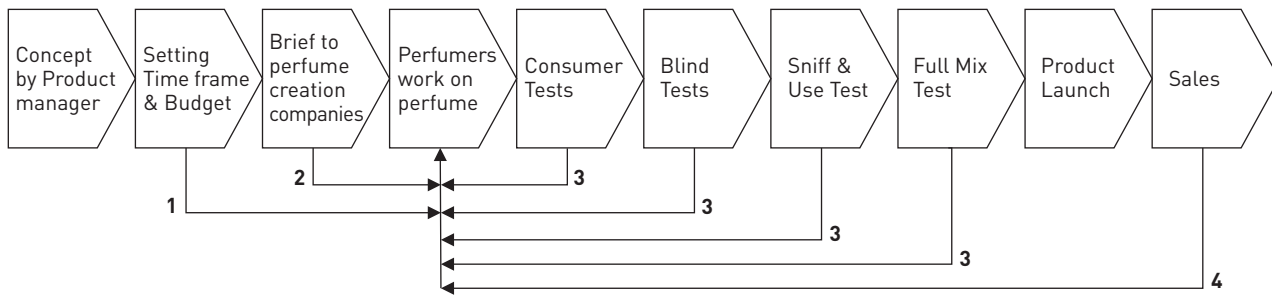 Concept
by Product
manager
Setting
Time frame
& Budget
Brief to
perfume
creation
companies
Perfumers
work on
perfume
Consumer
Tests
Blind
Tests
Sniff &
Use Test
Full Mix
Test
Product
Launch
Sales
2
3
1
3
3
3
4